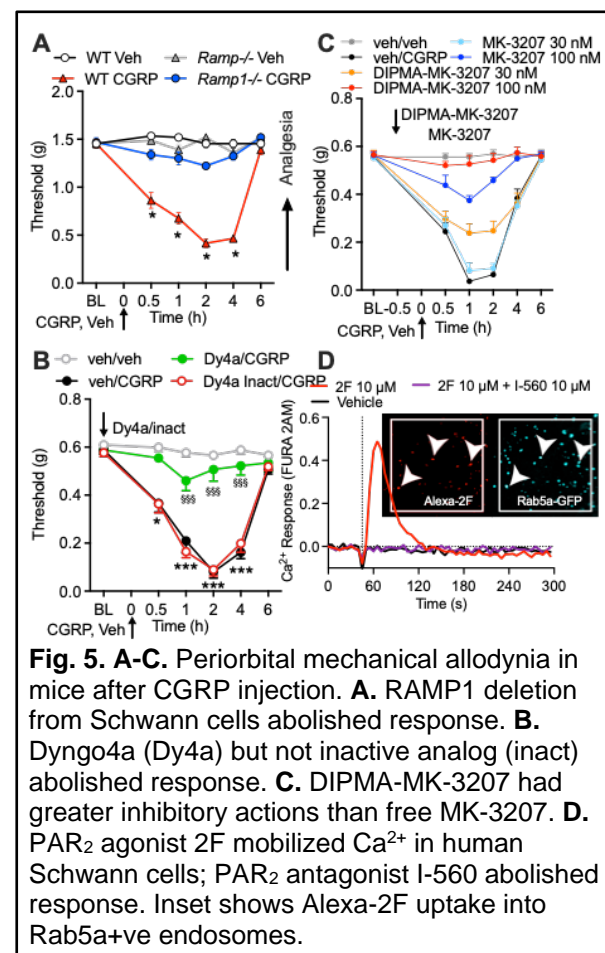 A
WT Veh Ramp-/- Veh
WT CGRP Ramp1-/- CGRP
2.0
1.5
1.0
0.5
0.0
Threshold (g)
Analgesia
* * * *
BL 0 0.5 1 2 4 6
CGRP, Veh Time (h)
C
veh/veh MK-3207 30 nM
veh/CGRP MK-3207 100 nM
DIPMA-MK-3207 30 nM
DIPMA-MK-3207 100 nM
DIPMA-MK-3207
MK-3207
0.8
0.6
0.4
0.2
0.0
Threshold (g)
BL -0.5 0 0.5 1 2 4 6
CGRP, Veh Time (h)
B
veh/veh Dy4a/CGRP
veh/CGRP Dy4a Inact/CGRP
Dy4a/inact
0.8
0.6
0.4
0.2
0.0
Threshold (g)
§§§ §§§ §§§
* *** *** ***
BL 0 0.5 1 2 4 6
CGRP, Veh Time (h)
D
2F 10 µM 2F 10 µM + I-560 10 µM
Vehicle
0.6
0.4
0.2
0.0
Ca2+ Response (FURA 2AM)
Alexa-2F Rab5a-GFP
0 60 120 180 240 300
Time (s)
Fig. 5. A-C. Periorbital mechanical allodynia in
mice after CGRP injection. A. RAMP1 deletion
from Schwann cells abolished response. B.
Dyngo4a (Dy4a) but not inactive analog (inact)
abolished response. C. DIPMA-MK-3207 had
greater inhibitory actions than free MK-3207. D.
PAR2 agonist 2F mobilized Ca2+ in human
Schwann cells; PAR2 antagonist I-560 abolished
response. Inset shows Alexa-2F uptake into
Rab5a+ve endosomes.